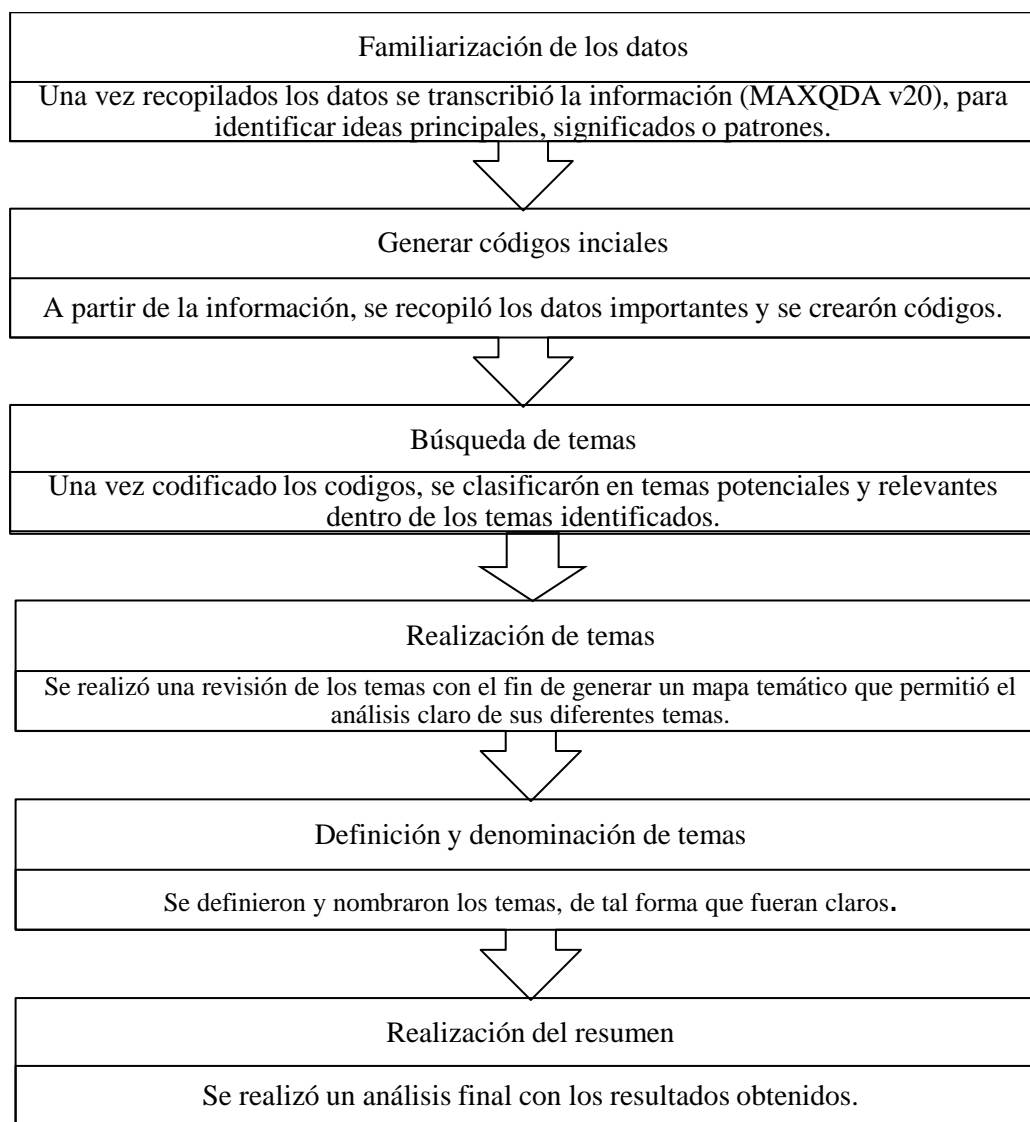 Familiarización de los datos
Una vez recopilados los datos se transcribió la información (MAXQDA v20), para
identificar ideas principales, significados o patrones.
Generar códigos inciales
A partir de la información, se recopiló los datos importantes y se crearón códigos.
Búsqueda de temas
Una vez codificado los codigos, se clasificarón en temas potenciales y relevantes
dentro de los temas identificados.
Realización de temas
Se realizó una revisión de los temas con el fin de generar un mapa temático que permitió el
análisis claro de sus diferentes temas.
Definición y denominación de temas
Se definieron y nombraron los temas, de tal forma que fueran claros.
Realización del resumen
Se realizó un análisis final con los resultados obtenidos.